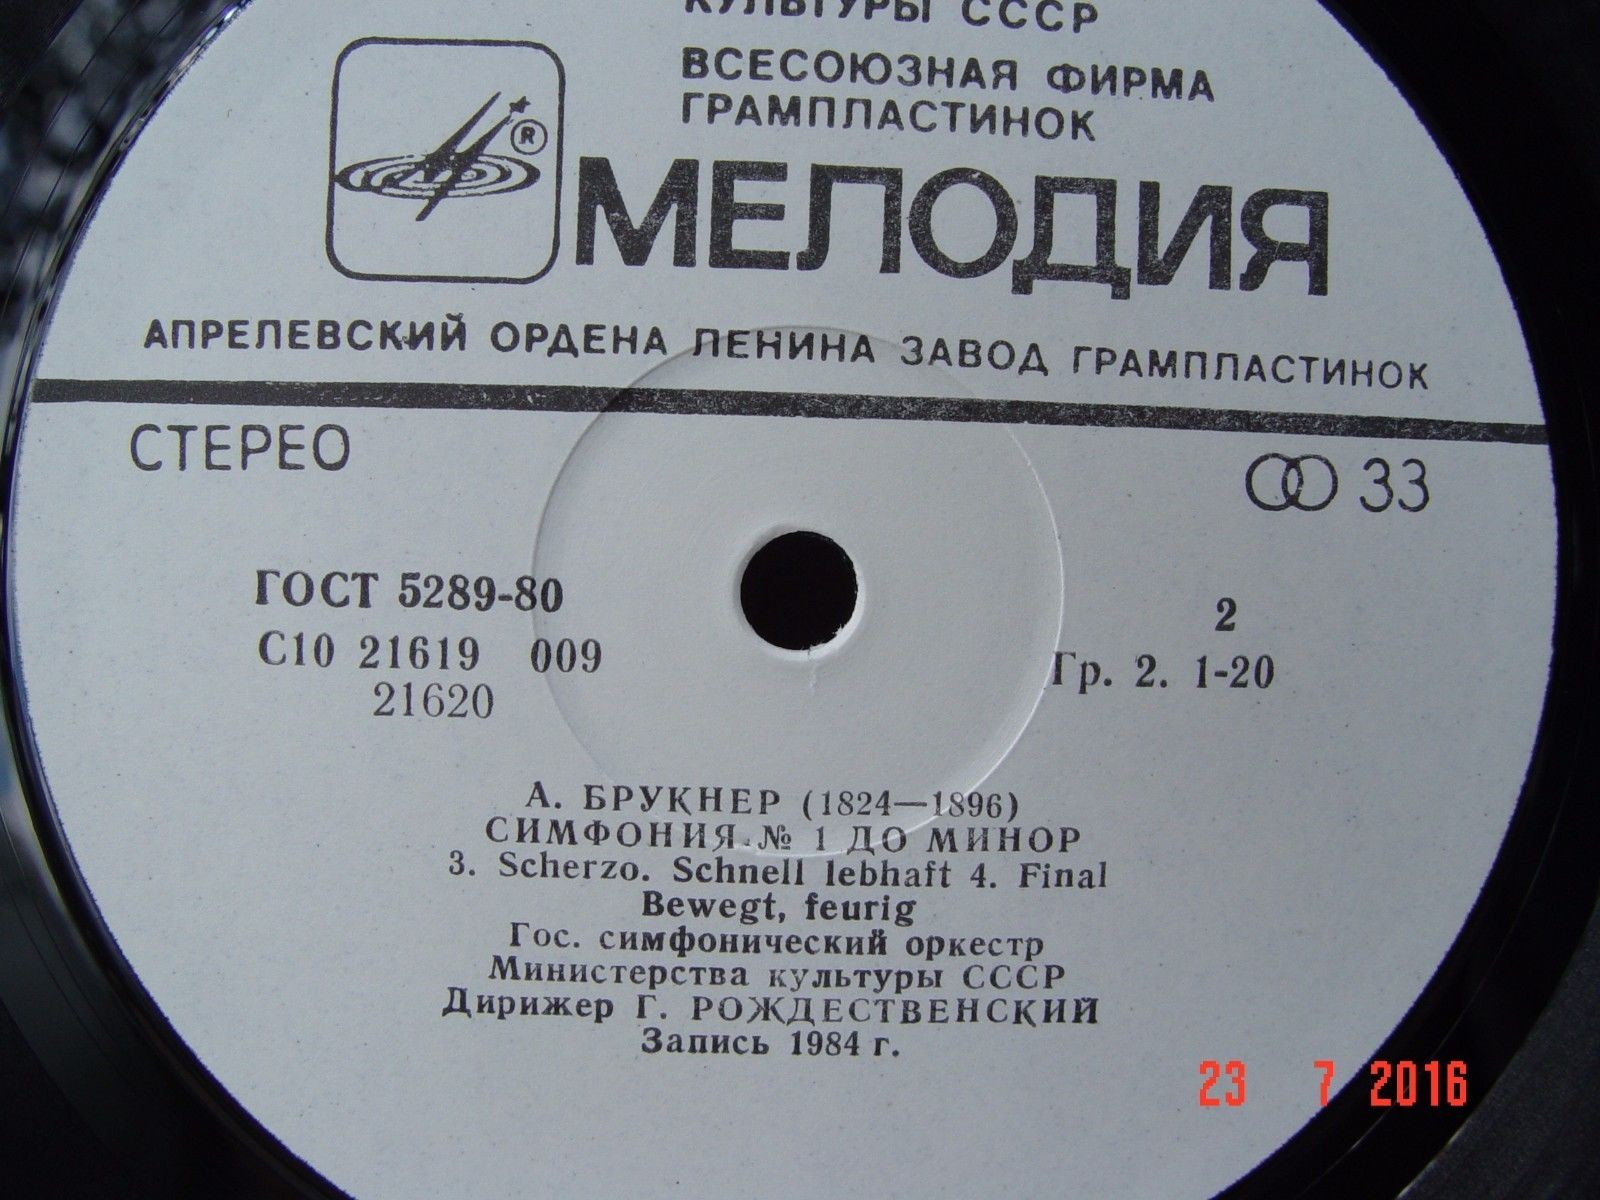 КУЛЬТУРЫ СССР
ВСЕСОЮЗНАЯ ФИРМА
ГРАМПЛАСТИНОК
®
МЕЛОДИЯ
АПРЕЛЕВСКИЙ ОРДЕНА ЛЕНИНА ЗАВОД ГРАМПЛАСТИНОК
СТЕРЕО
33
ГОСТ 5289-80
2
С10 21619 009
Гр. 2. 1-20
21620
А. БРУКНЕР (1824—1896)
СИМФОНИЯ № 1 ДО МИНОР
3. Scherzo. Schnell lebhaft 4. Final
Bewegt, feurig
Гос. симфонический оркестр
Министерства культуры СССР
Дирижер Г. РОЖДЕСТВЕНСКИЙ
Запись 1984 г.
23 7 2016